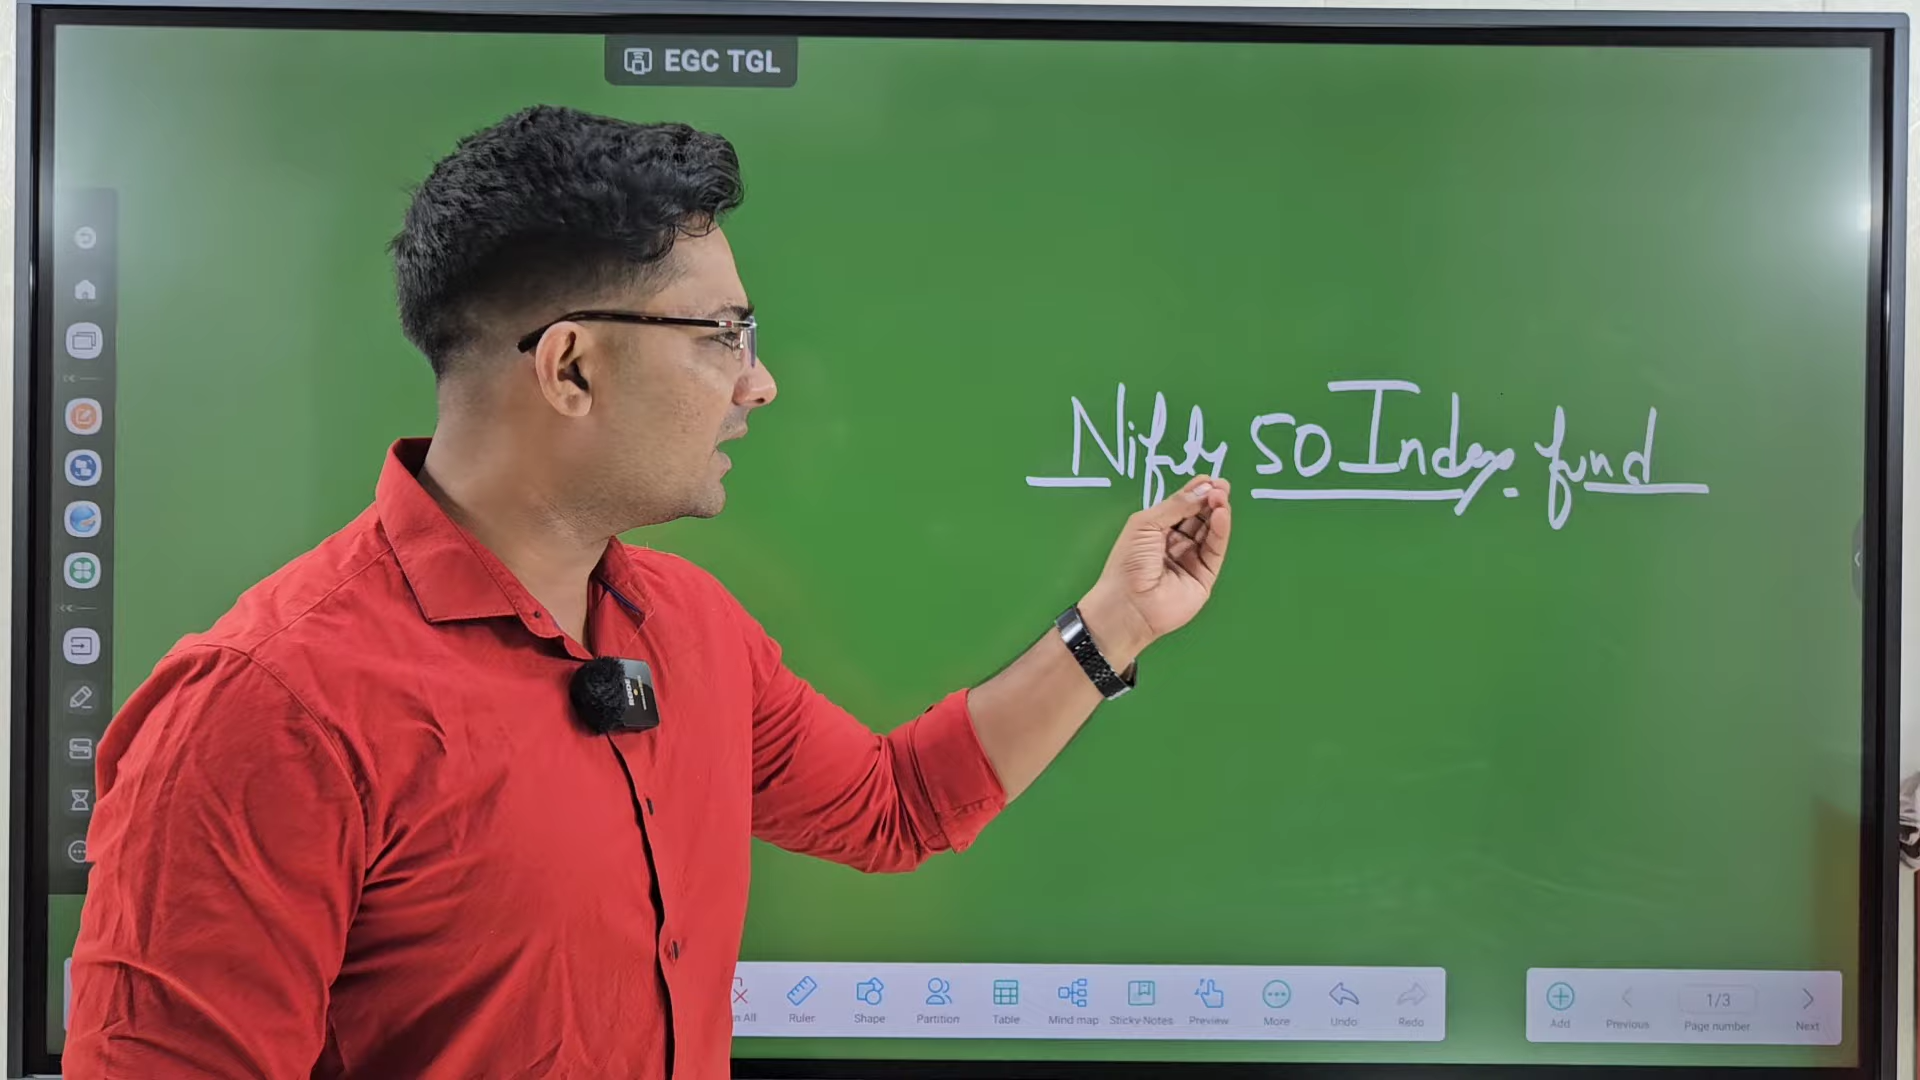 EGC TGL
Nifty 50 Index fund
Ruler Shape Partition Table Mind map Sticky-Notes Preview More Undo Redo
Add Previous 1/3 Page number Next